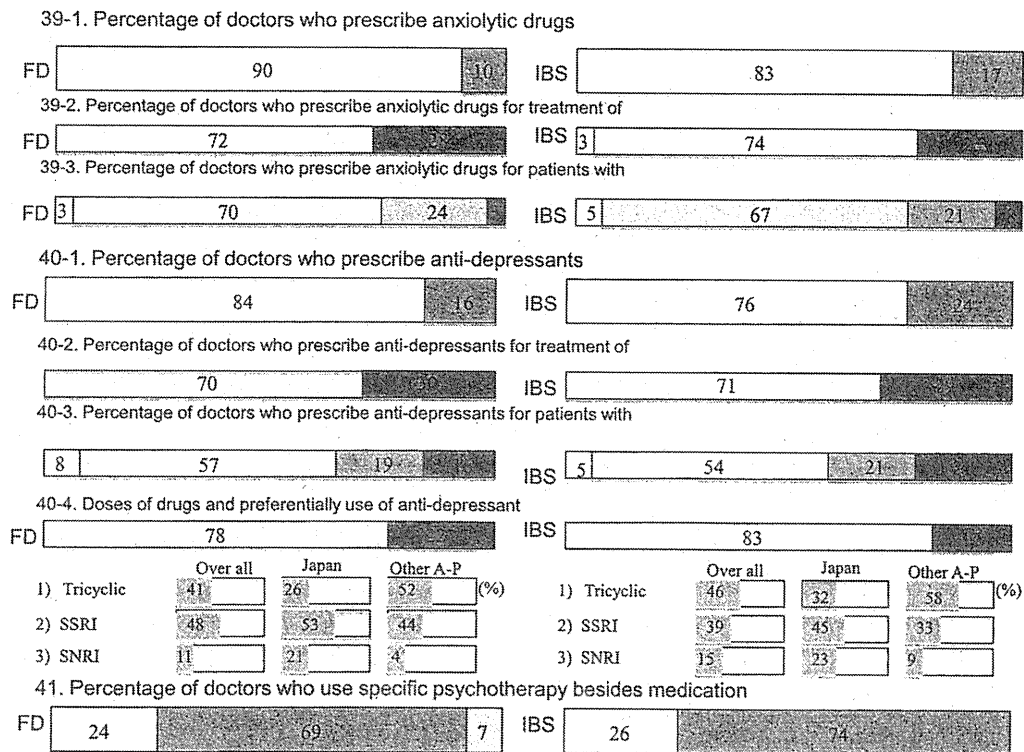 39-1. Percentage of doctors who prescribe anxiolytic drugs
FD 90 10 IBS 83 17
39-2. Percentage of doctors who prescribe anxiolytic drugs for treatment of
FD 72 IBS 3 74
39-3. Percentage of doctors who prescribe anxiolytic drugs for patients with
FD 3 70 24 IBS 5 67 21
40-1. Percentage of doctors who prescribe anti-depressants
FD 84 16 IBS 76 24
40-2. Percentage of doctors who prescribe anti-depressants for treatment of
70 30 IBS 71
40-3. Percentage of doctors who prescribe anti-depressants for patients with
8 57 19 IBS 5 54 21
40-4. Doses of drugs and preferentially use of anti-depressant
FD 78 IBS 83
Over all Japan Other A-P Over all Japan Other A-P
1) Tricyclic 41 26 52 (%) 1) Tricyclic 46 32 58 (%)
2) SSRI 48 53 44 2) SSRI 39 45 33
3) SNRI 11 21 4 3) SNRI 15 23 9
41. Percentage of doctors who use specific psychotherapy besides medication
FD 24 69 7 IBS 26 74